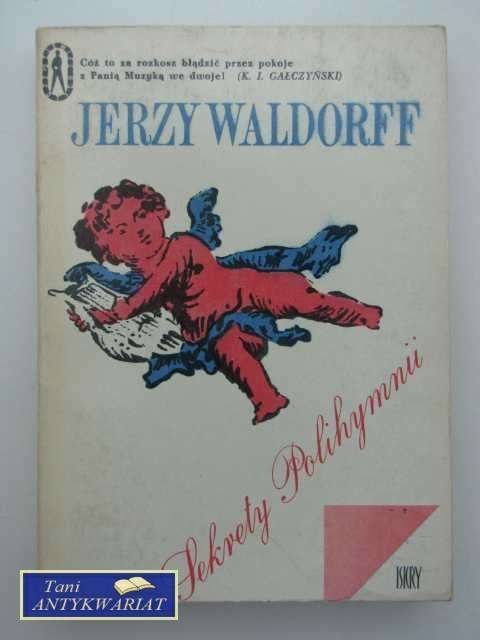 Cóż to za rozkosz błądzić przez pokoje
z Panią Muzyką we dwoje! (K. I. GAŁCZYŃSKI)
JERZY WALDORFF
Sekrety Polihymnii
ISKRY
Tani
ANTYKWARIAT